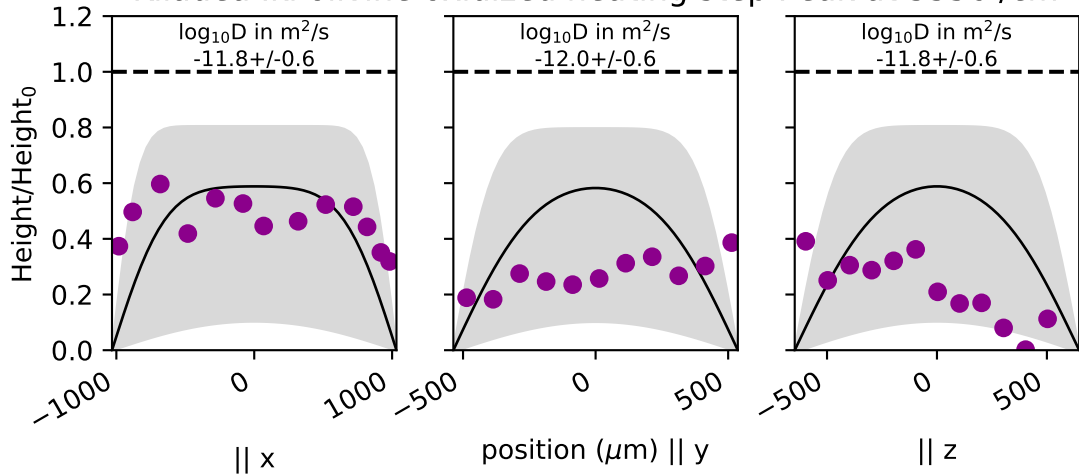 1.2
1.0
0.8
0.6
0.4
0.2
0.0
Height/Height₀
log₁₀D in m²/s
-11.8+/-0.6
−1000
0
1000
|| x
log₁₀D in m²/s
-12.0+/-0.6
−500
0
500
position (μm) || y
log₁₀D in m²/s
-11.8+/-0.6
−500
0
500
|| z